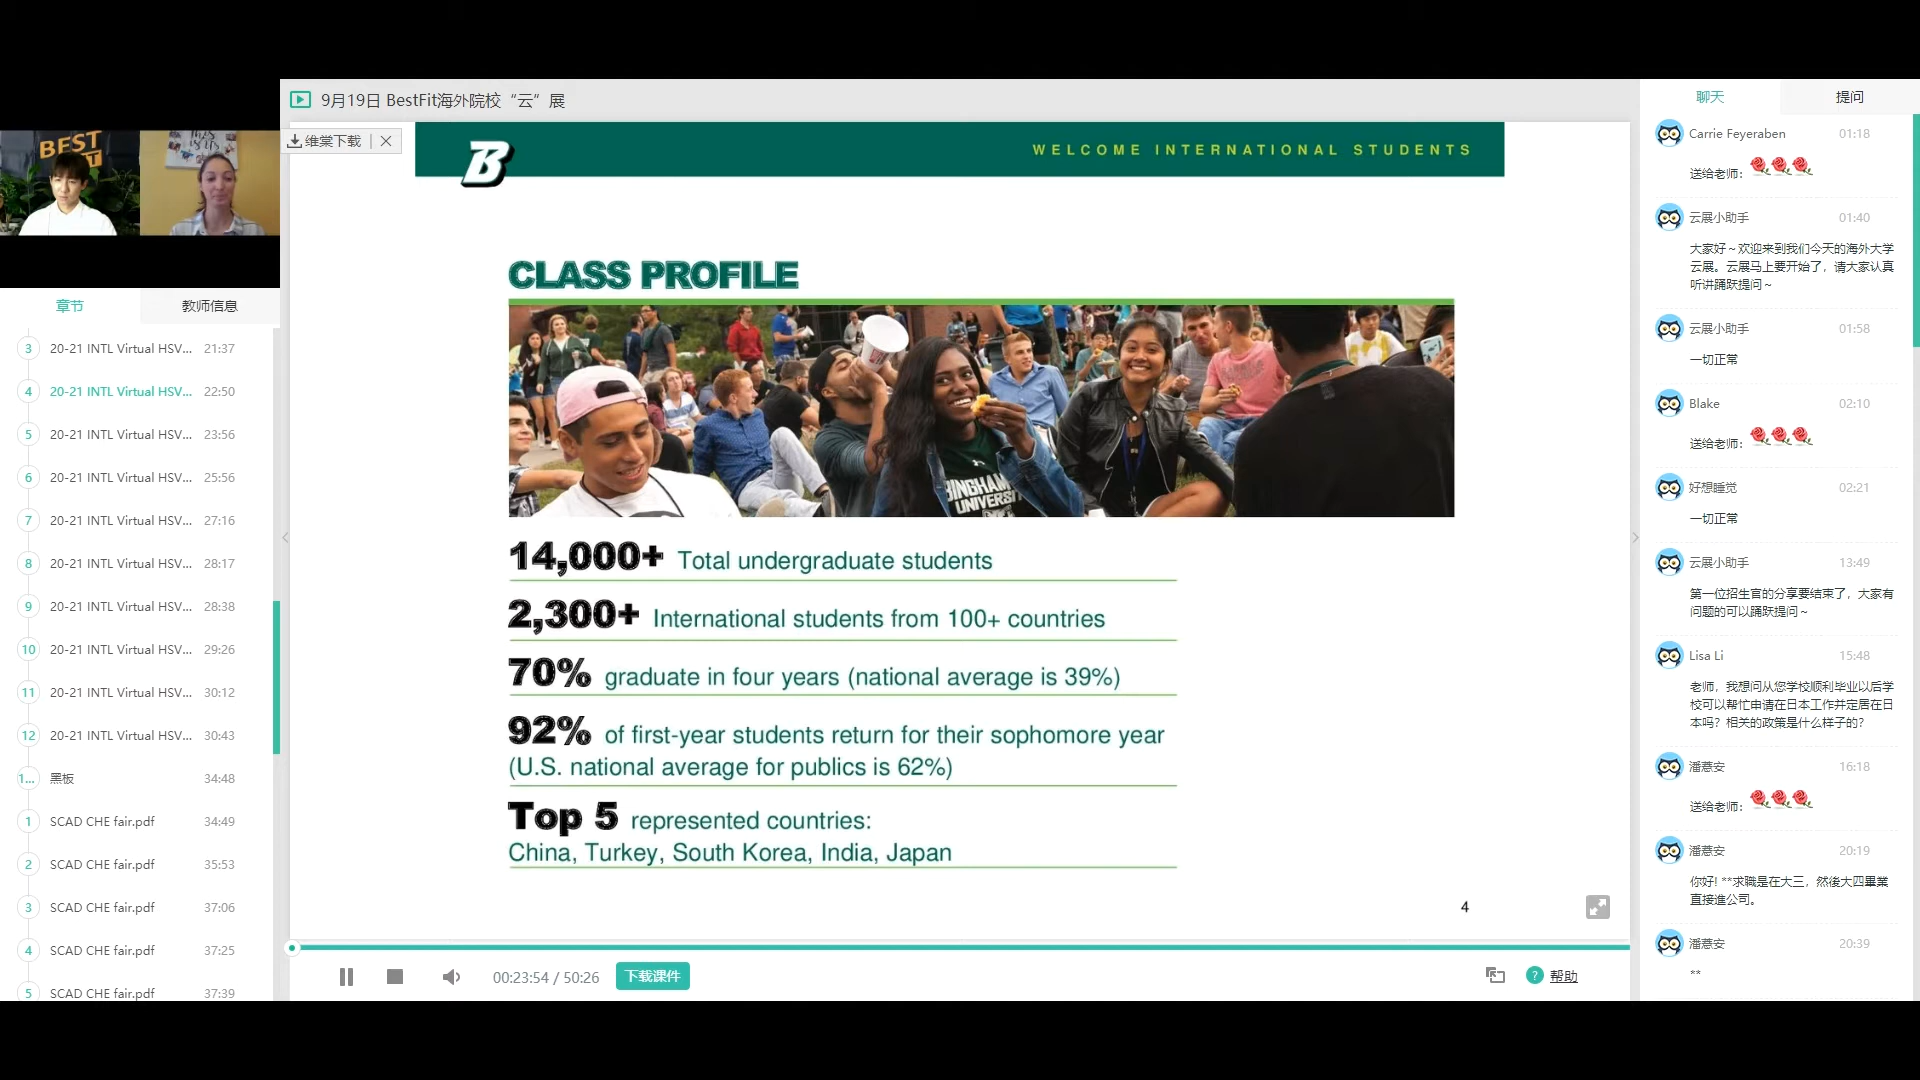 9月19日 BestFit海外院校“云”展
维棠下载
BEST
章节
教师信息
3 20-21 INTL Virtual HSV... 21:37
4 20-21 INTL Virtual HSV... 22:50
5 20-21 INTL Virtual HSV... 23:56
6 20-21 INTL Virtual HSV... 25:56
7 20-21 INTL Virtual HSV... 27:16
8 20-21 INTL Virtual HSV... 28:17
9 20-21 INTL Virtual HSV... 28:38
10 20-21 INTL Virtual HSV... 29:26
11 20-21 INTL Virtual HSV... 30:12
12 20-21 INTL Virtual HSV... 30:43
1... 黑板 34:48
1 SCAD CHE fair.pdf 34:49
2 SCAD CHE fair.pdf 35:53
3 SCAD CHE fair.pdf 37:06
4 SCAD CHE fair.pdf 37:25
5 SCAD CHE fair.pdf 37:39
B
WELCOME INTERNATIONAL STUDENTS
CLASS PROFILE
BINGHAM
UNIVERSI
14,000+ Total undergraduate students
2,300+ International students from 100+ countries
70% graduate in four years (national average is 39%)
92% of first-year students return for their sophomore year
(U.S. national average for publics is 62%)
Top 5 represented countries:
China, Turkey, South Korea, India, Japan
4
00:23:54 / 50:26
下载课件
? 帮助
聊天
提问
Carrie Feyeraben 01:18
送给老师：
云展小助手 01:40
大家好～欢迎来到我们今天的海外大学
云展。云展马上要开始了，请大家认真
听讲踊跃提问～
云展小助手 01:58
一切正常
Blake 02:10
送给老师：
好想睡觉 02:21
一切正常
云展小助手 13:49
第一位招生官的分享要结束了，大家有
问题的可以踊跃提问～
Lisa Li 15:48
老师，我想问从您学校顺利毕业以后学
校可以帮忙申请在日本工作并定居在日
本吗？相关的政策是什么样子的？
潘薏安 16:18
送给老师：
潘薏安 20:19
你好! **求職是在大三，然後大四畢業
直接進公司。
潘薏安 20:39
**